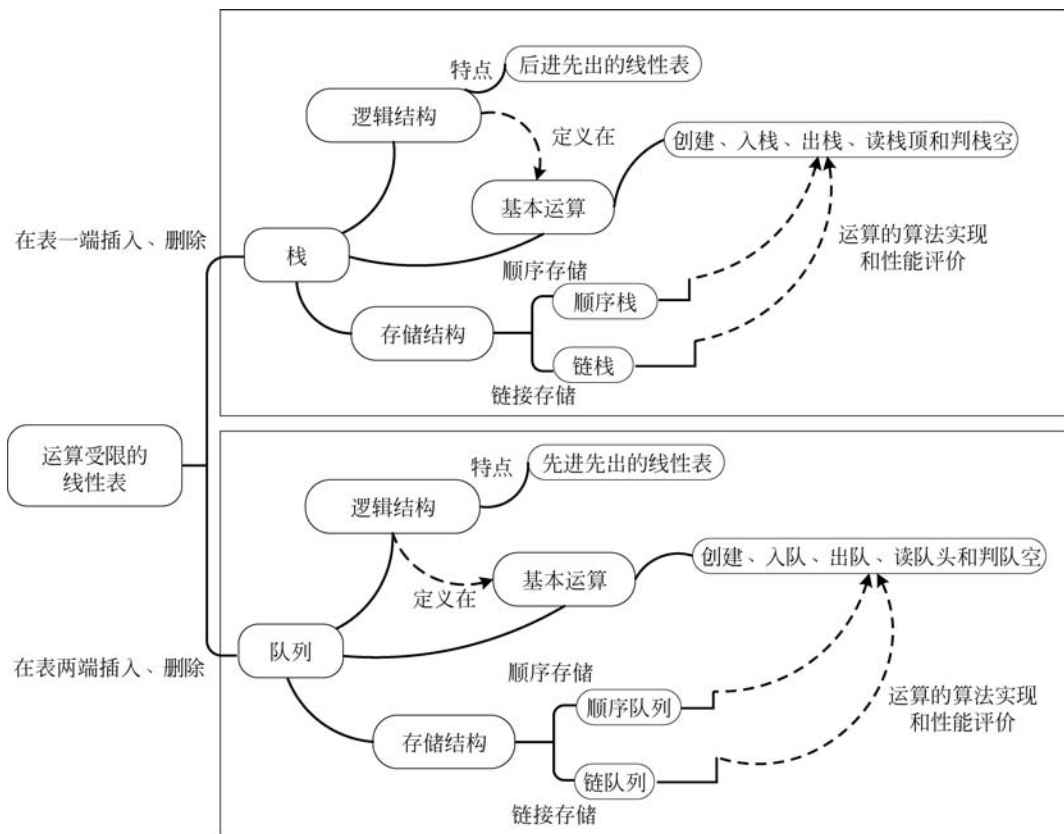 特点
后进先出的线性表
逻辑结构
定义在
创建、入栈、出栈、读栈顶和判栈空
基本运算
在表一端插入、删除
栈
运算的算法实现
和性能评价
顺序存储
顺序栈
存储结构
链栈
链接存储
运算受限的
线性表
特点
先进先出的线性表
逻辑结构
创建、入队、出队、读队头和判队空
基本运算
定义在
队列
在表两端插入、删除
顺序存储
顺序队列
运算的算法实现
和性能评价
存储结构
链队列
链接存储